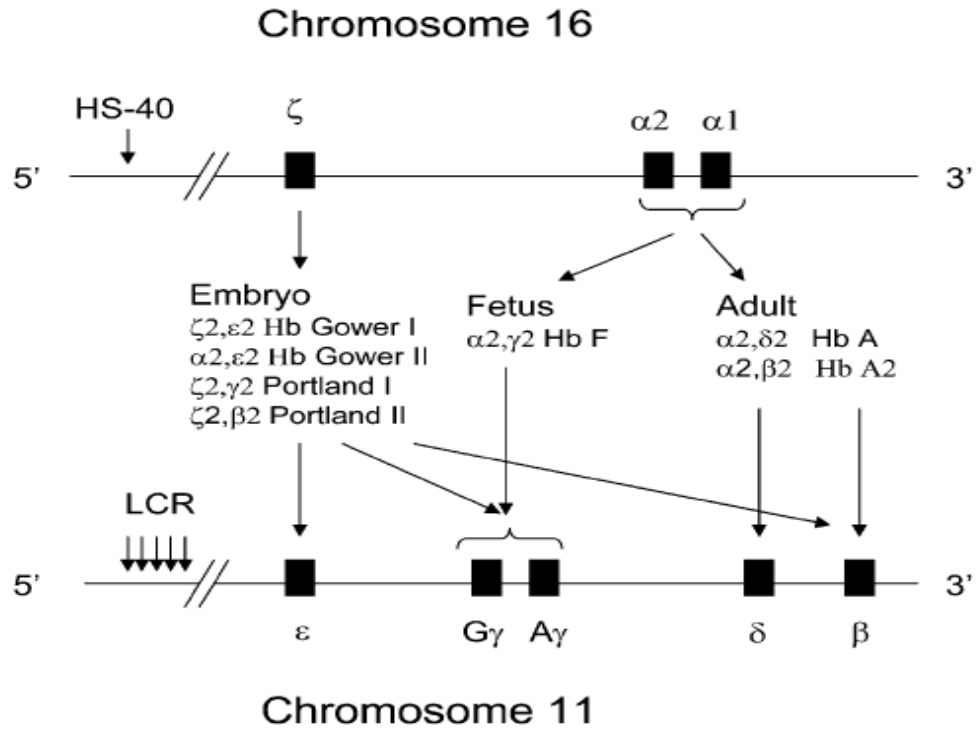 Chromosome 16
HS-40
ζ
α2 α1
5’ 3’
Embryo
ζ2,ε2 Hb Gower I
α2,ε2 Hb Gower II
ζ2,γ2 Portland I
ζ2,β2 Portland II
Fetus
α2,γ2 Hb F
Adult
α2,δ2 Hb A
α2,β2 Hb A2
LCR
5’ 3’
ε Gγ Aγ δ β
Chromosome 11